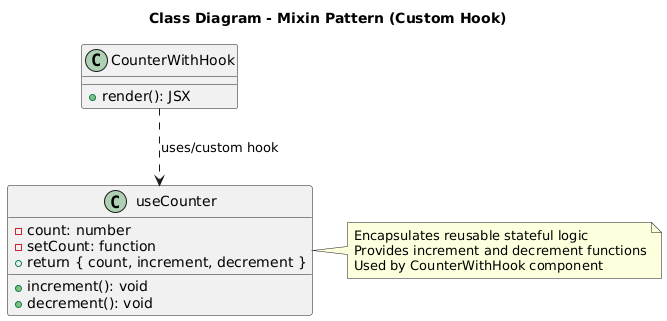 Class Diagram - Mixin Pattern (Custom Hook)
C CounterWithHook
render(): JSX
uses/custom hook
C useCounter
count: number
setCount: function
return { count, increment, decrement }
increment(): void
decrement(): void
Encapsulates reusable stateful logic
Provides increment and decrement functions
Used by CounterWithHook component